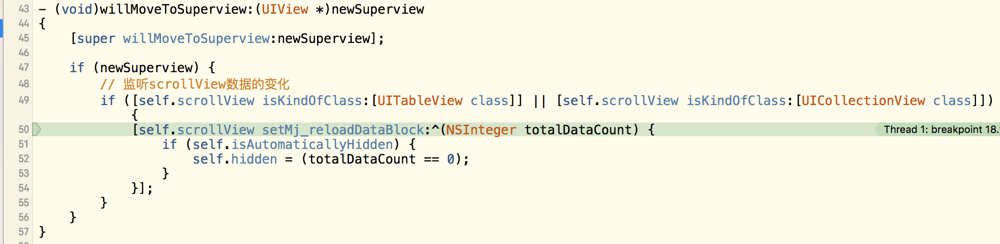 43 - (void)willMoveToSuperview:(UIView *)newSuperview
44 {
45     [super willMoveToSuperview:newSuperview];
46
47     if (newSuperview) {
48         // 监听scrollView数据的变化
49         if ([self.scrollView isKindOfClass:[UITableView class]] || [self.scrollView isKindOfClass:[UICollectionView class]])
            {
50             [self.scrollView setMj_reloadDataBlock:^(NSInteger totalDataCount) { Thread 1: breakpoint 18.
51                 if (self.isAutomaticallyHidden) {
52                     self.hidden = (totalDataCount == 0);
53                 }
54             }];
55         }
56     }
57 }